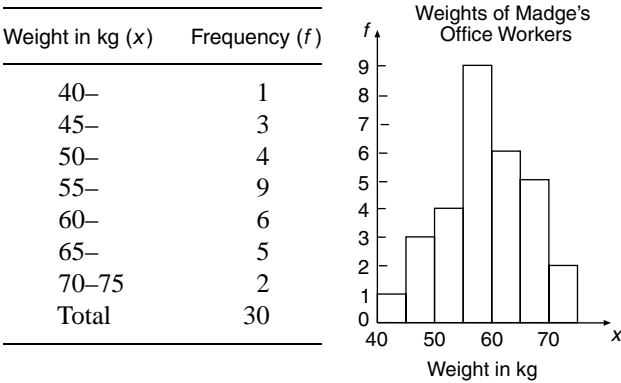 Weight in kg (x) Frequency (f)
40– 1
45– 3
50– 4
55– 9
60– 6
65– 5
70–75 2
Total 30
Weights of Madge's
Office Workers
f
9
8
7
6
5
4
3
2
1
0
40 50 60 70 x
Weight in kg